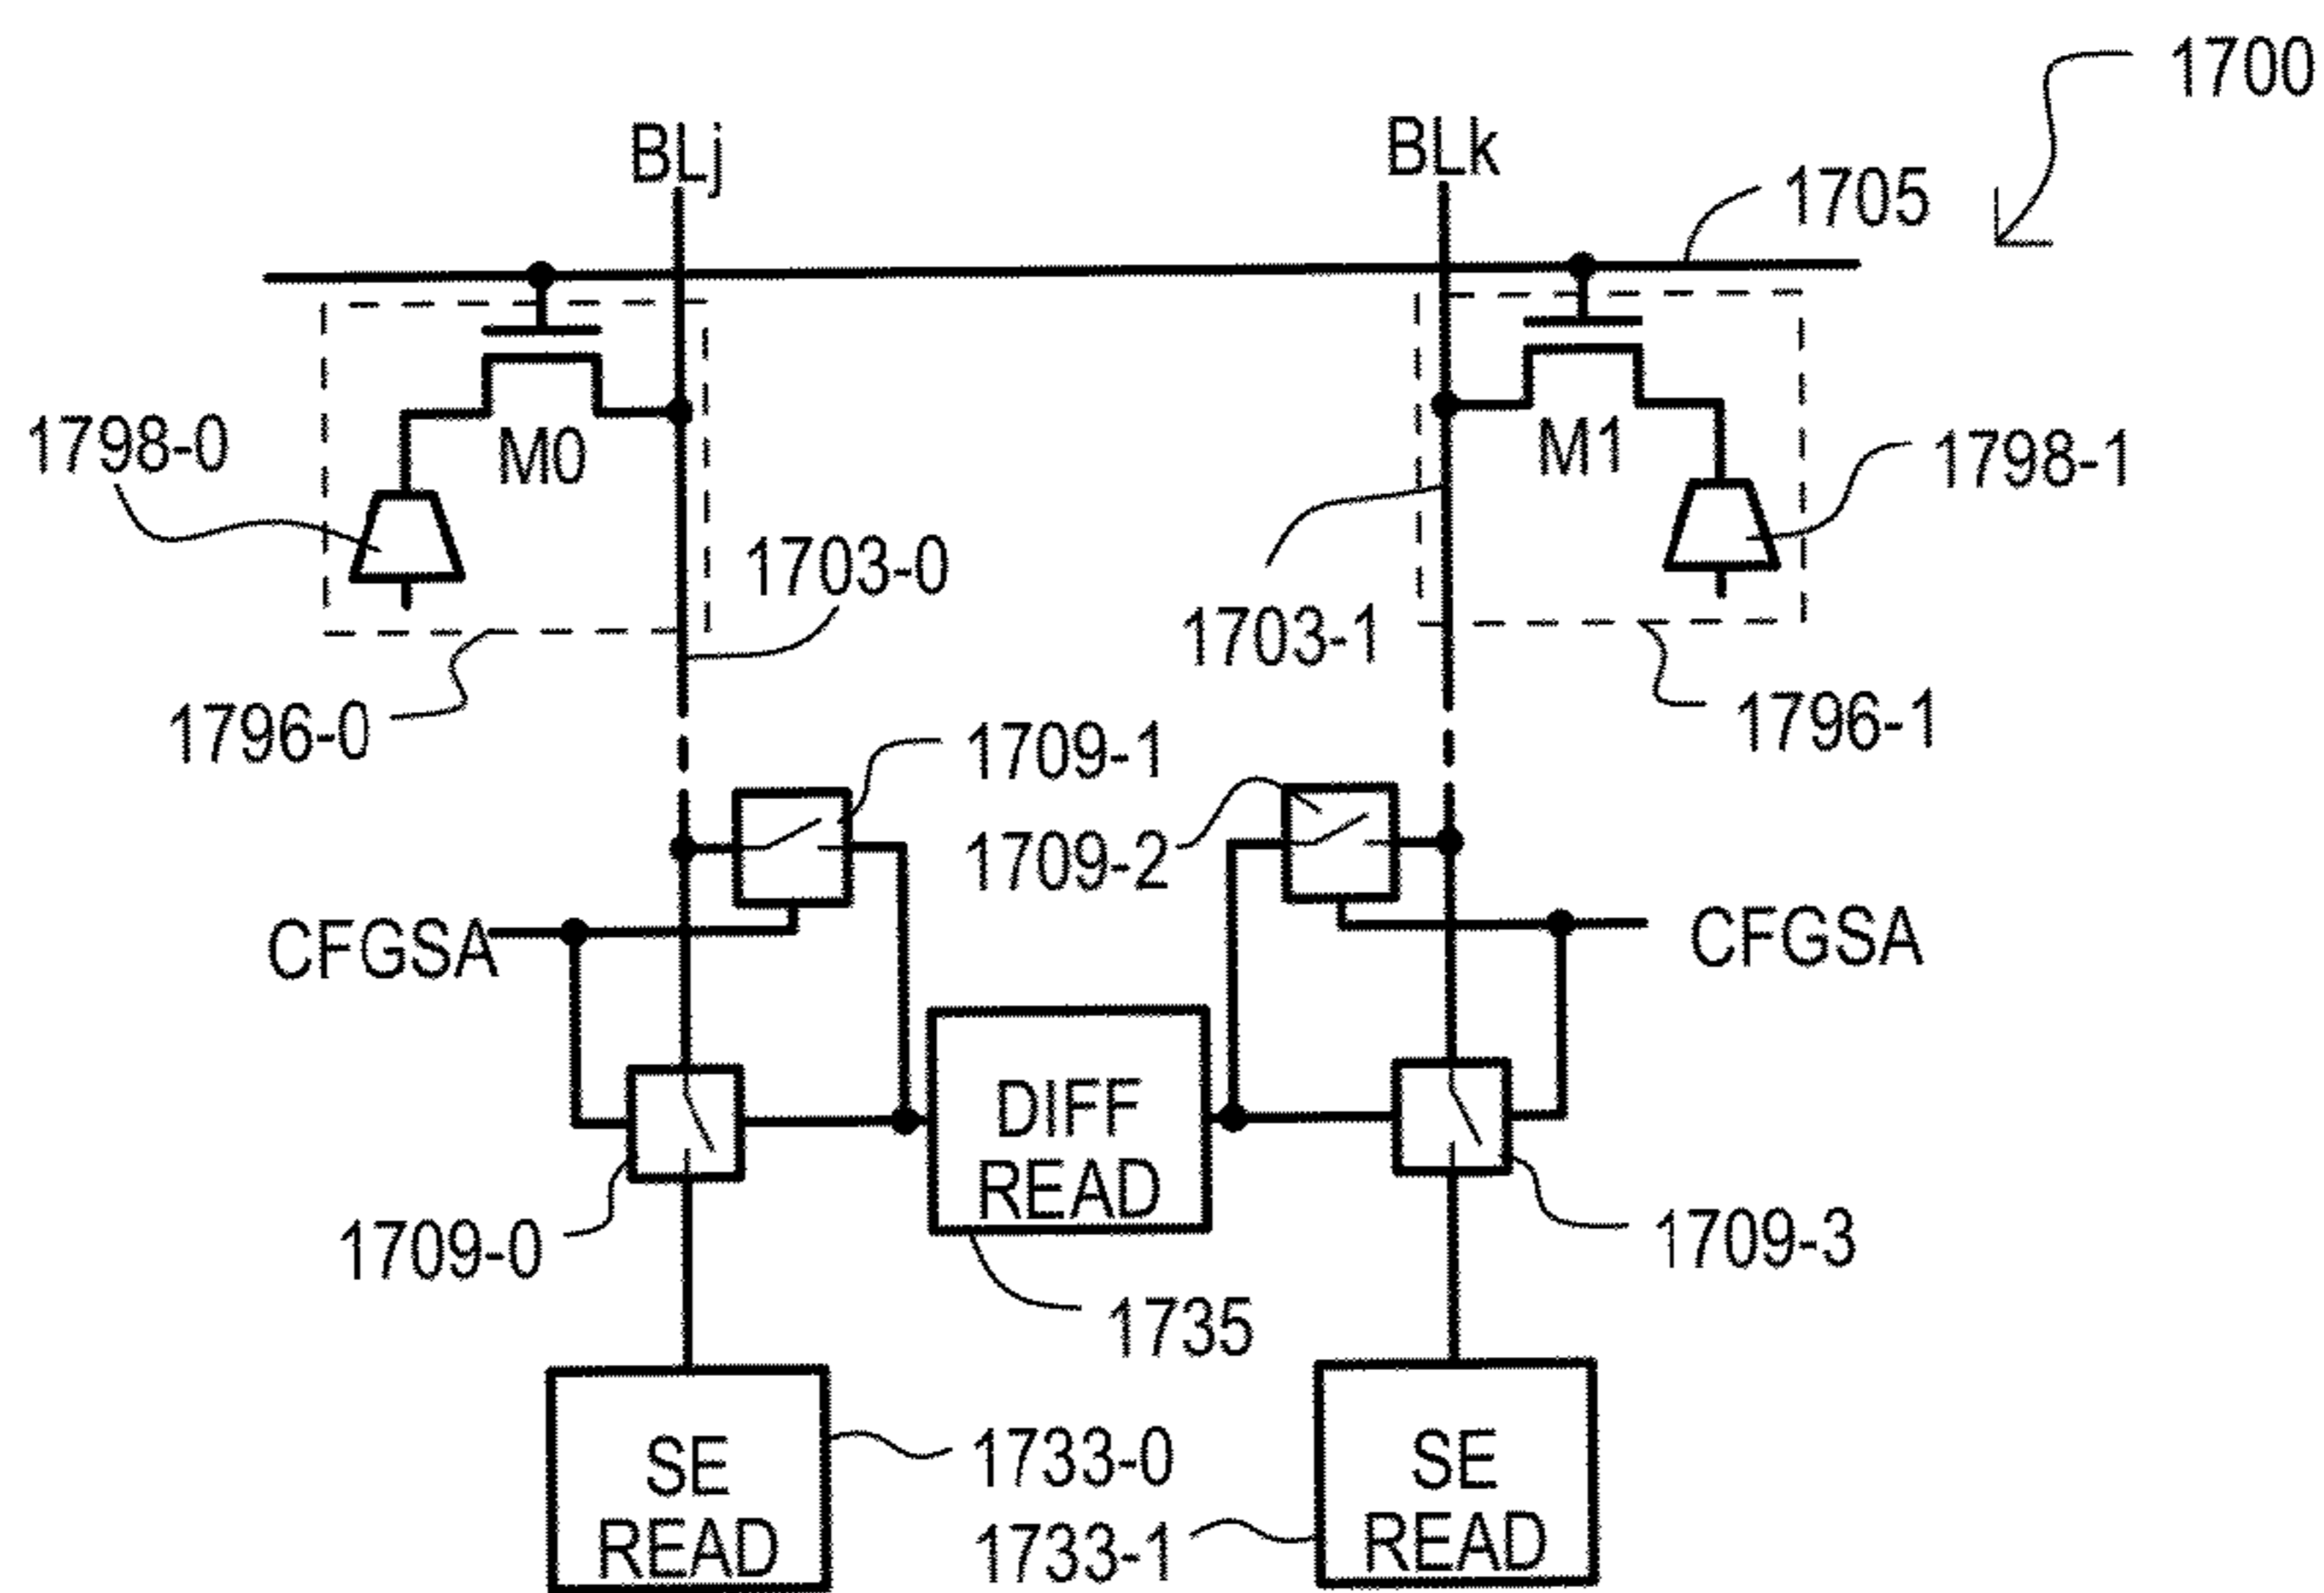 1700
BLj
BLk
1705
1798-0
M0
M1
1798-1
1703-0
1703-1
1796-0
1796-1
1709-1
1709-2
CFGSA
CFGSA
DIFF
READ
1709-0
1709-3
1735
SE
READ
1733-0
1733-1
SE
READ